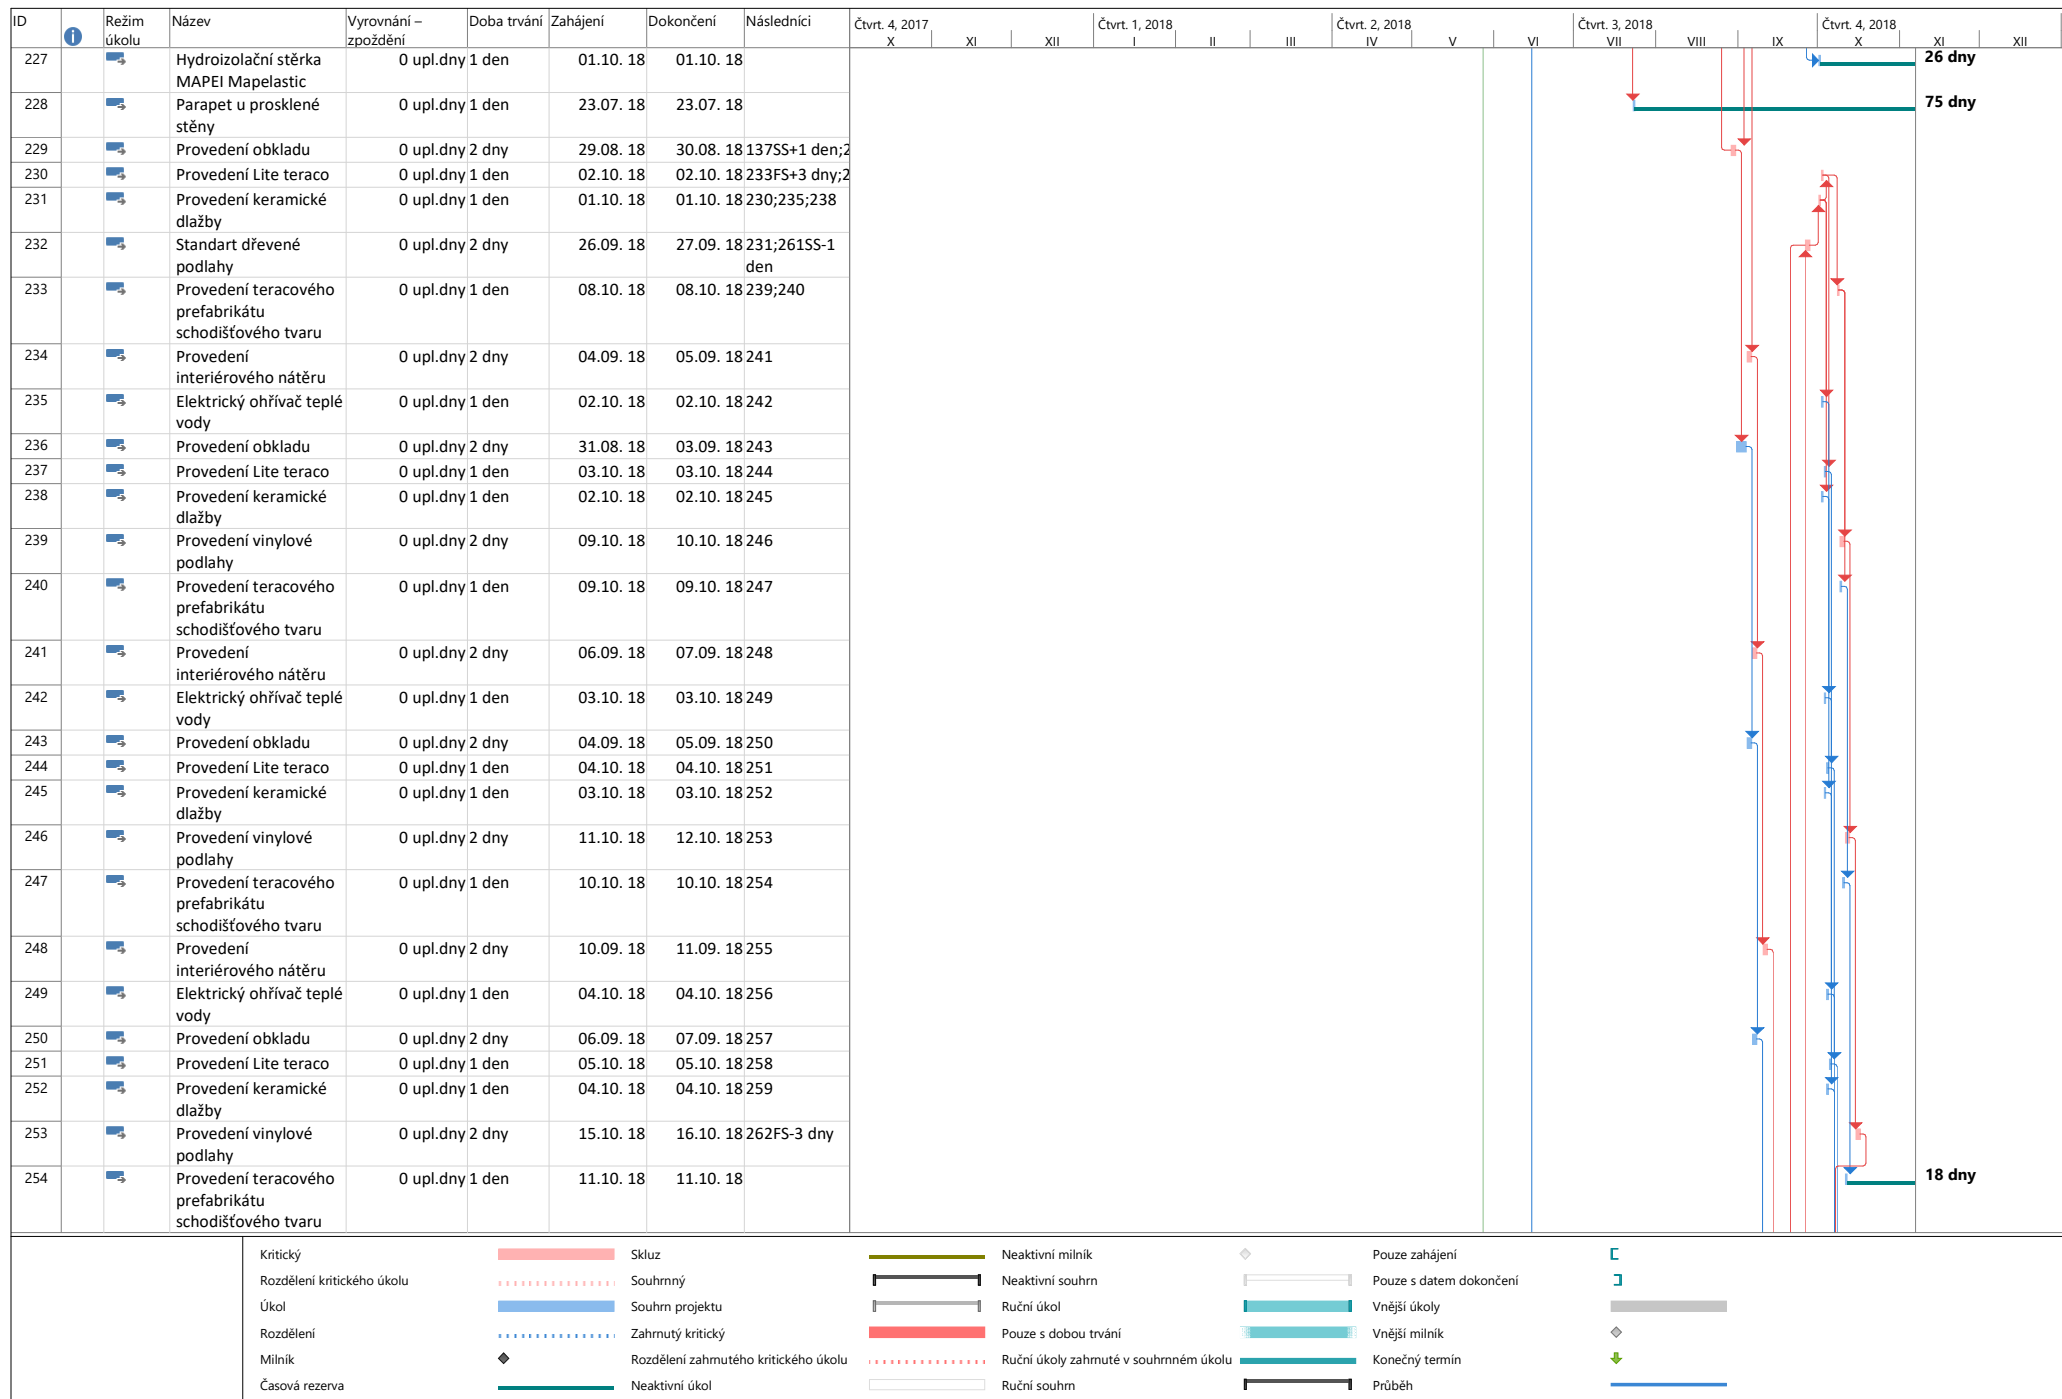 ID Režim Název Vyrovnání – Doba trvání Zahájení Dokončení Následníci
úkolu zpoždění
Čtvrt. 4, 2017 Čtvrt. 1, 2018 Čtvrt. 2, 2018 Čtvrt. 3, 2018 Čtvrt. 4, 2018
X XI XII I II III IV V VI VII VIII IX X XI XII
227 Hydroizolační stěrka 0 upl.dny 1 den 01.10. 18 01.10. 18 26 dny
MAPEI Mapelastic
228 Parapet u prosklené 0 upl.dny 1 den 23.07. 18 23.07. 18 75 dny
stěny
229 Provedení obkladu 0 upl.dny 2 dny 29.08. 18 30.08. 18 137SS+1 den;2
230 Provedení Lite teraco 0 upl.dny 1 den 02.10. 18 02.10. 18 233FS+3 dny;2
231 Provedení keramické 0 upl.dny 1 den 01.10. 18 01.10. 18 230;235;238
dlažby
232 Standart dřevené 0 upl.dny 2 dny 26.09. 18 27.09. 18 231;261SS-1
podlahy den
233 Provedení teracového 0 upl.dny 1 den 08.10. 18 08.10. 18 239;240
prefabrikátu
schodišťového tvaru
234 Provedení 0 upl.dny 2 dny 04.09. 18 05.09. 18 241
interiérového nátěru
235 Elektrický ohřívač teplé 0 upl.dny 1 den 02.10. 18 02.10. 18 242
vody
236 Provedení obkladu 0 upl.dny 2 dny 31.08. 18 03.09. 18 243
237 Provedení Lite teraco 0 upl.dny 1 den 03.10. 18 03.10. 18 244
238 Provedení keramické 0 upl.dny 1 den 02.10. 18 02.10. 18 245
dlažby
239 Provedení vinylové 0 upl.dny 2 dny 09.10. 18 10.10. 18 246
podlahy
240 Provedení teracového 0 upl.dny 1 den 09.10. 18 09.10. 18 247
prefabrikátu
schodišťového tvaru
241 Provedení 0 upl.dny 2 dny 06.09. 18 07.09. 18 248
interiérového nátěru
242 Elektrický ohřívač teplé 0 upl.dny 1 den 03.10. 18 03.10. 18 249
vody
243 Provedení obkladu 0 upl.dny 2 dny 04.09. 18 05.09. 18 250
244 Provedení Lite teraco 0 upl.dny 1 den 04.10. 18 04.10. 18 251
245 Provedení keramické 0 upl.dny 1 den 03.10. 18 03.10. 18 252
dlažby
246 Provedení vinylové 0 upl.dny 2 dny 11.10. 18 12.10. 18 253
podlahy
247 Provedení teracového 0 upl.dny 1 den 10.10. 18 10.10. 18 254
prefabrikátu
schodišťového tvaru
248 Provedení 0 upl.dny 2 dny 10.09. 18 11.09. 18 255
interiérového nátěru
249 Elektrický ohřívač teplé 0 upl.dny 1 den 04.10. 18 04.10. 18 256
vody
250 Provedení obkladu 0 upl.dny 2 dny 06.09. 18 07.09. 18 257
251 Provedení Lite teraco 0 upl.dny 1 den 05.10. 18 05.10. 18 258
252 Provedení keramické 0 upl.dny 1 den 04.10. 18 04.10. 18 259
dlažby
253 Provedení vinylové 0 upl.dny 2 dny 15.10. 18 16.10. 18 262FS-3 dny
podlahy
254 Provedení teracového 0 upl.dny 1 den 11.10. 18 11.10. 18 18 dny
prefabrikátu
schodišťového tvaru
Kritický Skluz Neaktivní milník Pouze zahájení
Rozdělení kritického úkolu Souhrnný Neaktivní souhrn Pouze s datem dokončení
Úkol Souhrn projektu Ruční úkol Vnější úkoly
Rozdělení Zahrnutý kritický Pouze s dobou trvání Vnější milník
Milník Rozdělení zahrnutého kritického úkolu Ruční úkoly zahrnuté v souhrnném úkolu Konečný termín
Časová rezerva Neaktivní úkol Ruční souhrn Průběh